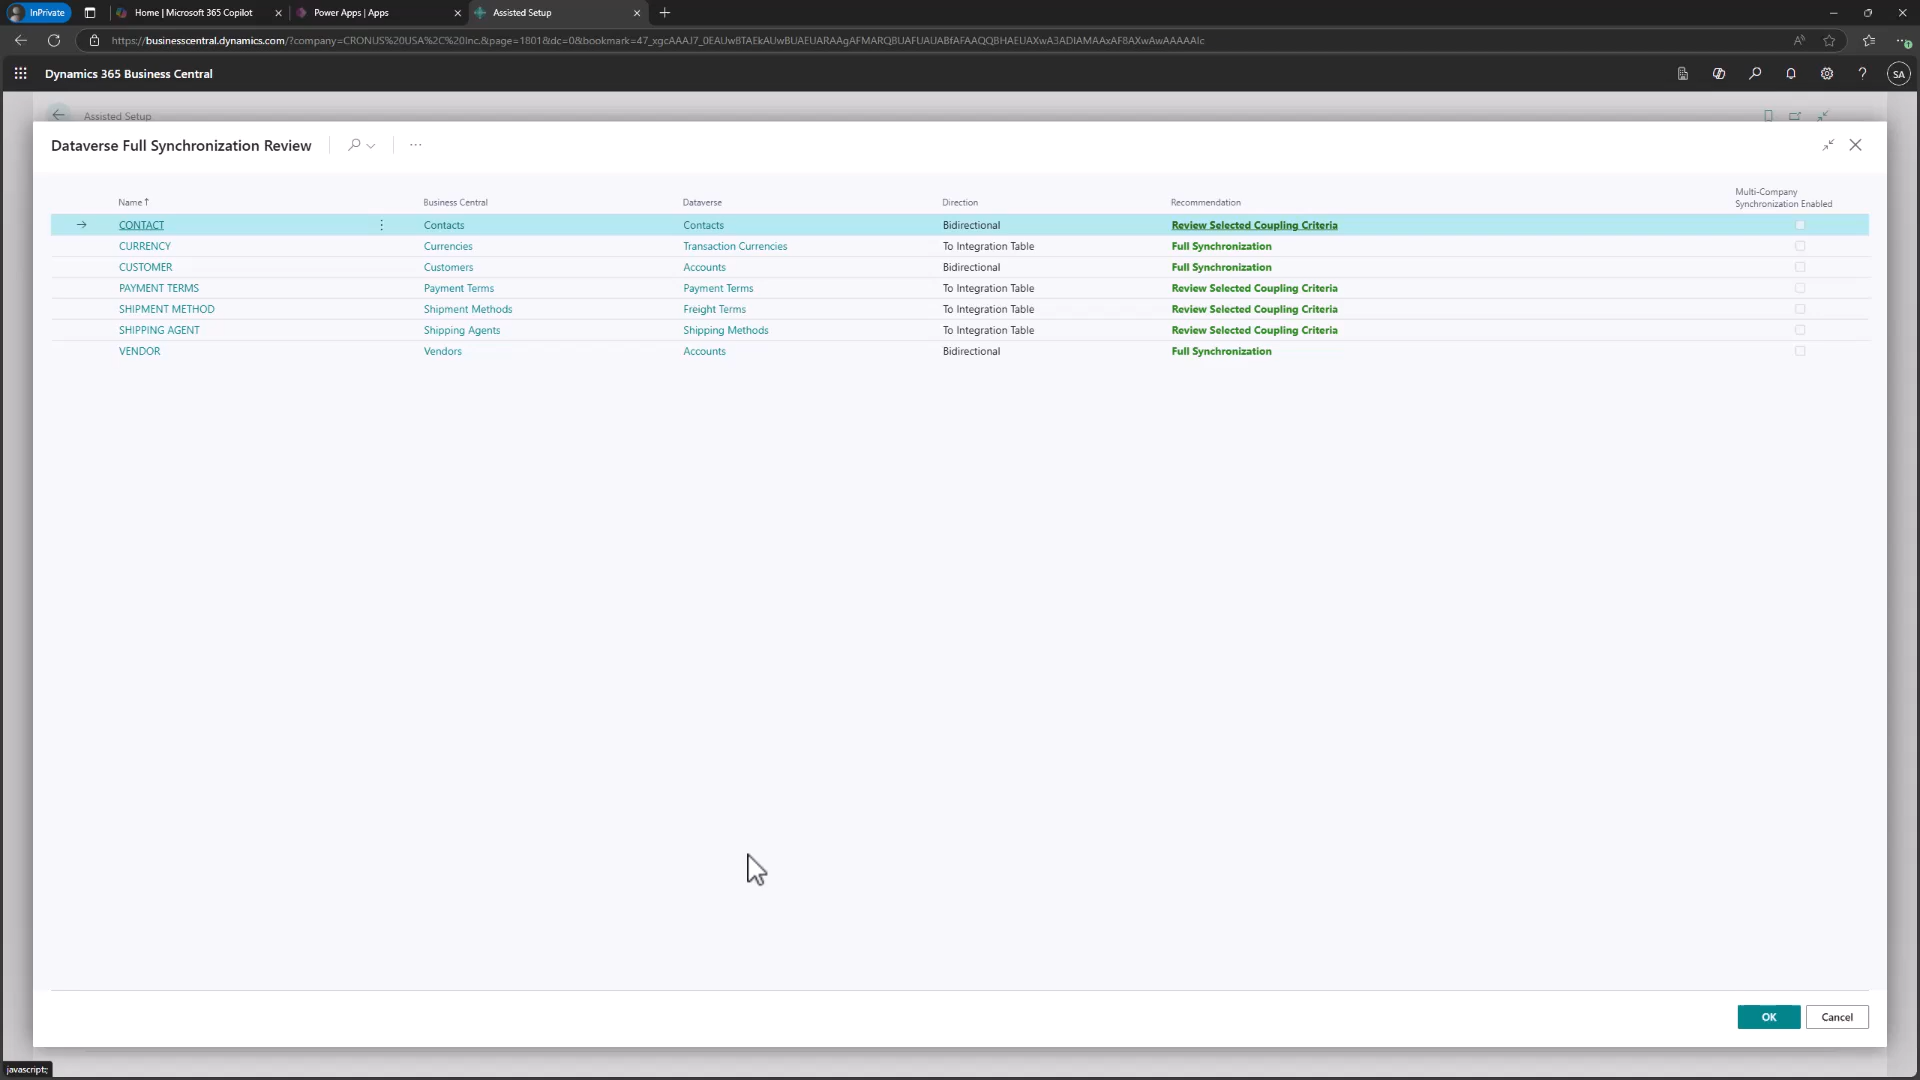 InPrivate
Home | Microsoft 365 Copilot
Power Apps | Apps
Assisted Setup
Dynamics 365 Business Central
SA
Assisted Setup
Dataverse Full Synchronization Review
Name↑ Business Central Dataverse Direction Recommendation Multi-Company
Synchronization Enabled
CONTACT Contacts Contacts Bidirectional Review Selected Coupling Criteria
CURRENCY Currencies Transaction Currencies To Integration Table Full Synchronization
CUSTOMER Customers Accounts Bidirectional Full Synchronization
PAYMENT TERMS Payment Terms Payment Terms To Integration Table Review Selected Coupling Criteria
SHIPMENT METHOD Shipment Methods Freight Terms To Integration Table Review Selected Coupling Criteria
SHIPPING AGENT Shipping Agents Shipping Methods To Integration Table Review Selected Coupling Criteria
VENDOR Vendors Accounts Bidirectional Full Synchronization
OK Cancel
javascript:;